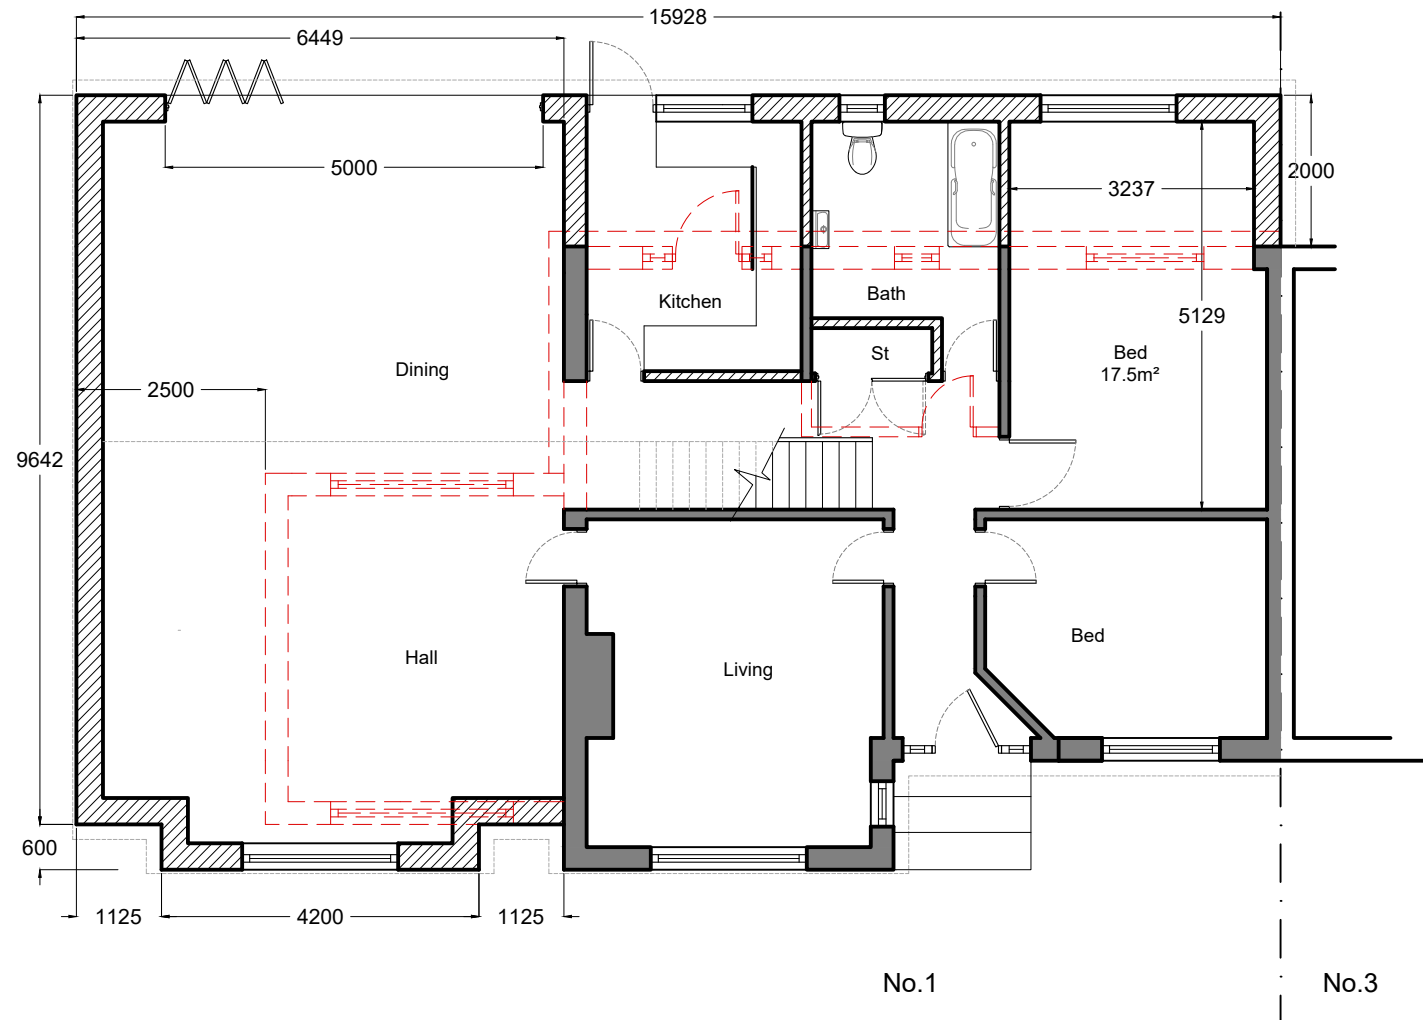 15928
6449
5000
3237
2000
Kitchen
Bath
5129
Dining
St
Bed
17.5m²
2500
9642
Hall
Living
Bed
600
1125
4200
1125
No.1
No.3